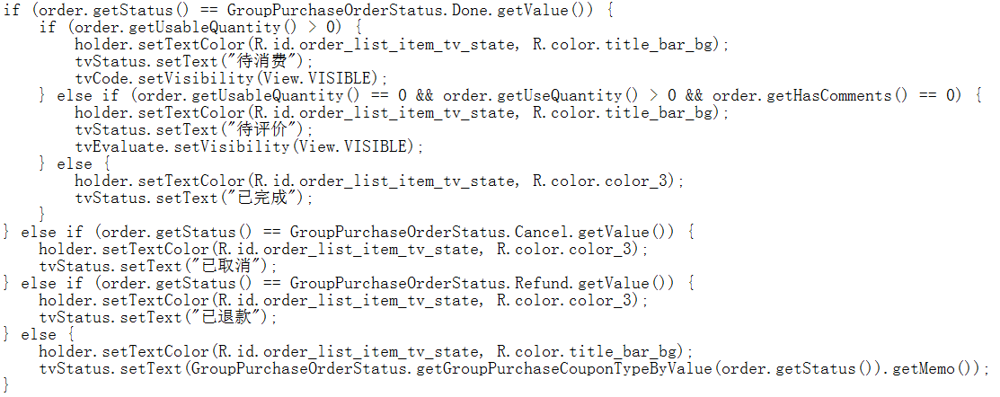 if (order.getStatus() == GroupPurchaseOrderStatus.Done.getValue()) {
    if (order.getUsableQuantity() > 0) {
        holder.setTextColor(R.id.order_list_item_tv_state, R.color.title_bar_bg);
        tvStatus.setText("待消费");
        tvCode.setVisibility(View.VISIBLE);
    } else if (order.getUsableQuantity() == 0 && order.getUseQuantity() > 0 && order.getHasComments() == 0) {
        holder.setTextColor(R.id.order_list_item_tv_state, R.color.title_bar_bg);
        tvStatus.setText("待评价");
        tvEvaluate.setVisibility(View.VISIBLE);
    } else {
        holder.setTextColor(R.id.order_list_item_tv_state, R.color.color_3);
        tvStatus.setText("已完成");
    }
} else if (order.getStatus() == GroupPurchaseOrderStatus.Cancel.getValue()) {
    holder.setTextColor(R.id.order_list_item_tv_state, R.color.color_3);
    tvStatus.setText("已取消");
} else if (order.getStatus() == GroupPurchaseOrderStatus.Refund.getValue()) {
    holder.setTextColor(R.id.order_list_item_tv_state, R.color.color_3);
    tvStatus.setText("已退款");
} else {
    holder.setTextColor(R.id.order_list_item_tv_state, R.color.title_bar_bg);
    tvStatus.setText(GroupPurchaseOrderStatus.getGroupPurchaseCouponTypeByValue(order.getStatus()).getMemo());
}